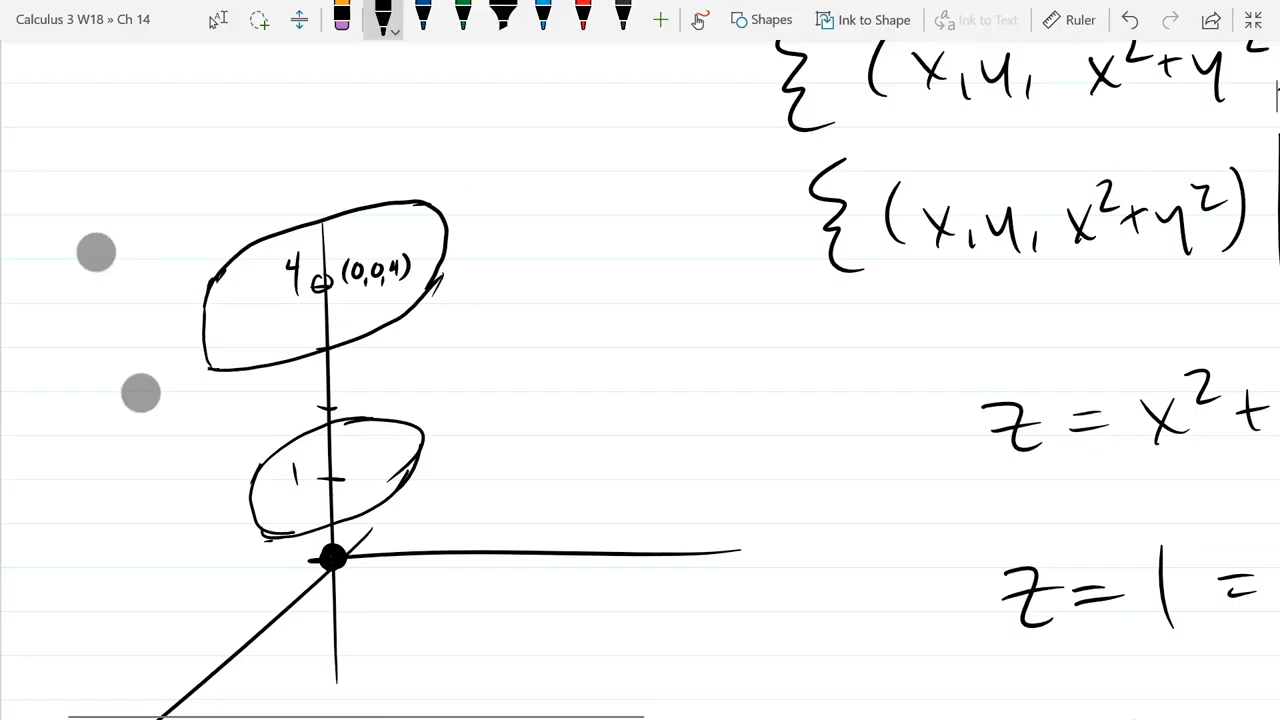 Calculus 3 W18 » Ch 14
Shapes
Ink to Shape
Ink to Text
Ruler
{ (x, y, x²+y²
{ (x, y, x²+y²) |
4 (0,0,4)
z = x² +
1
z = 1 =